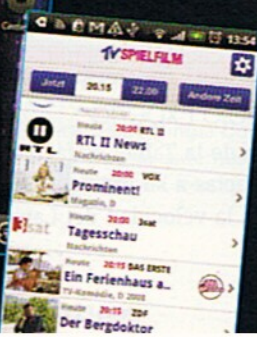 13:54
TV SPIELFILM
Jetzt 20.15 22.00 Andere Zeit
Heute 20:00 RTL II
RTL II News
Nachrichten
RTL
Heute 20:00 VOX
Prominent!
Magazin, D
Heute 20:00 3sat
3sat
Tagesschau
Nachrichten
Heute 20:15 DAS ERSTE
Ein Ferienhaus a..
TV-Komödie, D 2008
Heute 20:15 ZDF
Der Bergdoktor